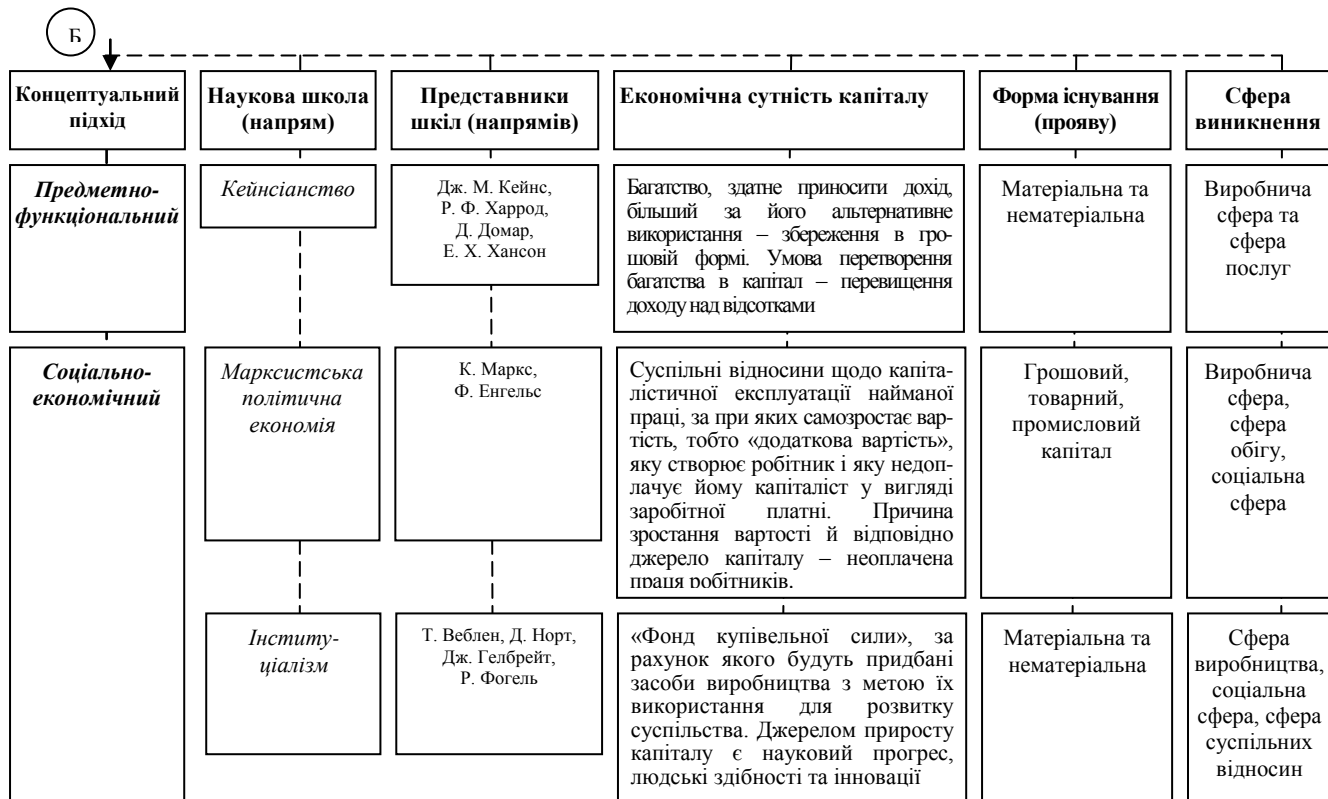 Б
Концептуальний
підхід
Наукова школа
(напрям)
Представники
шкіл (напрямів)
Економічна сутність капіталу
Форма існування
(прояву)
Сфера
виникнення
Предметно-
функціональний
Кейнсіанство
Дж. М. Кейнс,
Р. Ф. Харрод,
Д. Домар,
Е. Х. Хансон
Багатство, здатне приносити дохід,
більший за його альтернативне
використання – збереження в гро-
шовій формі. Умова перетворення
багатства в капітал – перевищення
доходу над відсотками
Матеріальна та
нематеріальна
Виробнича
сфера та
сфера
послуг
Соціально-
економічний
Марксистська
політична
економія
К. Маркс,
Ф. Енгельс
Суспільні відносини щодо капіта-
лістичної експлуатації найманої
праці, за при яких самозростає вар-
тість, тобто «додаткова вартість»,
яку створює робітник і яку недоп-
лачує йому капіталіст у вигляді
заробітної платні. Причина
зростання вартості й відповідно
джерело капіталу – неоплачена
праця робітників.
Грошовий,
товарний,
промисловий
капітал
Виробнича
сфера,
сфера
обігу,
соціальна
сфера
Інститу-
ціалізм
Т. Веблен, Д. Норт,
Дж. Гелбрейт,
Р. Фогель
«Фонд купівельної сили», за
рахунок якого будуть придбані
засоби виробництва з метою їх
використання для розвитку
суспільства. Джерелом приросту
капіталу є науковий прогрес,
людські здібності та інновації
Матеріальна та
нематеріальна
Сфера
виробництва,
соціальна
сфера, сфера
суспільних
відносин